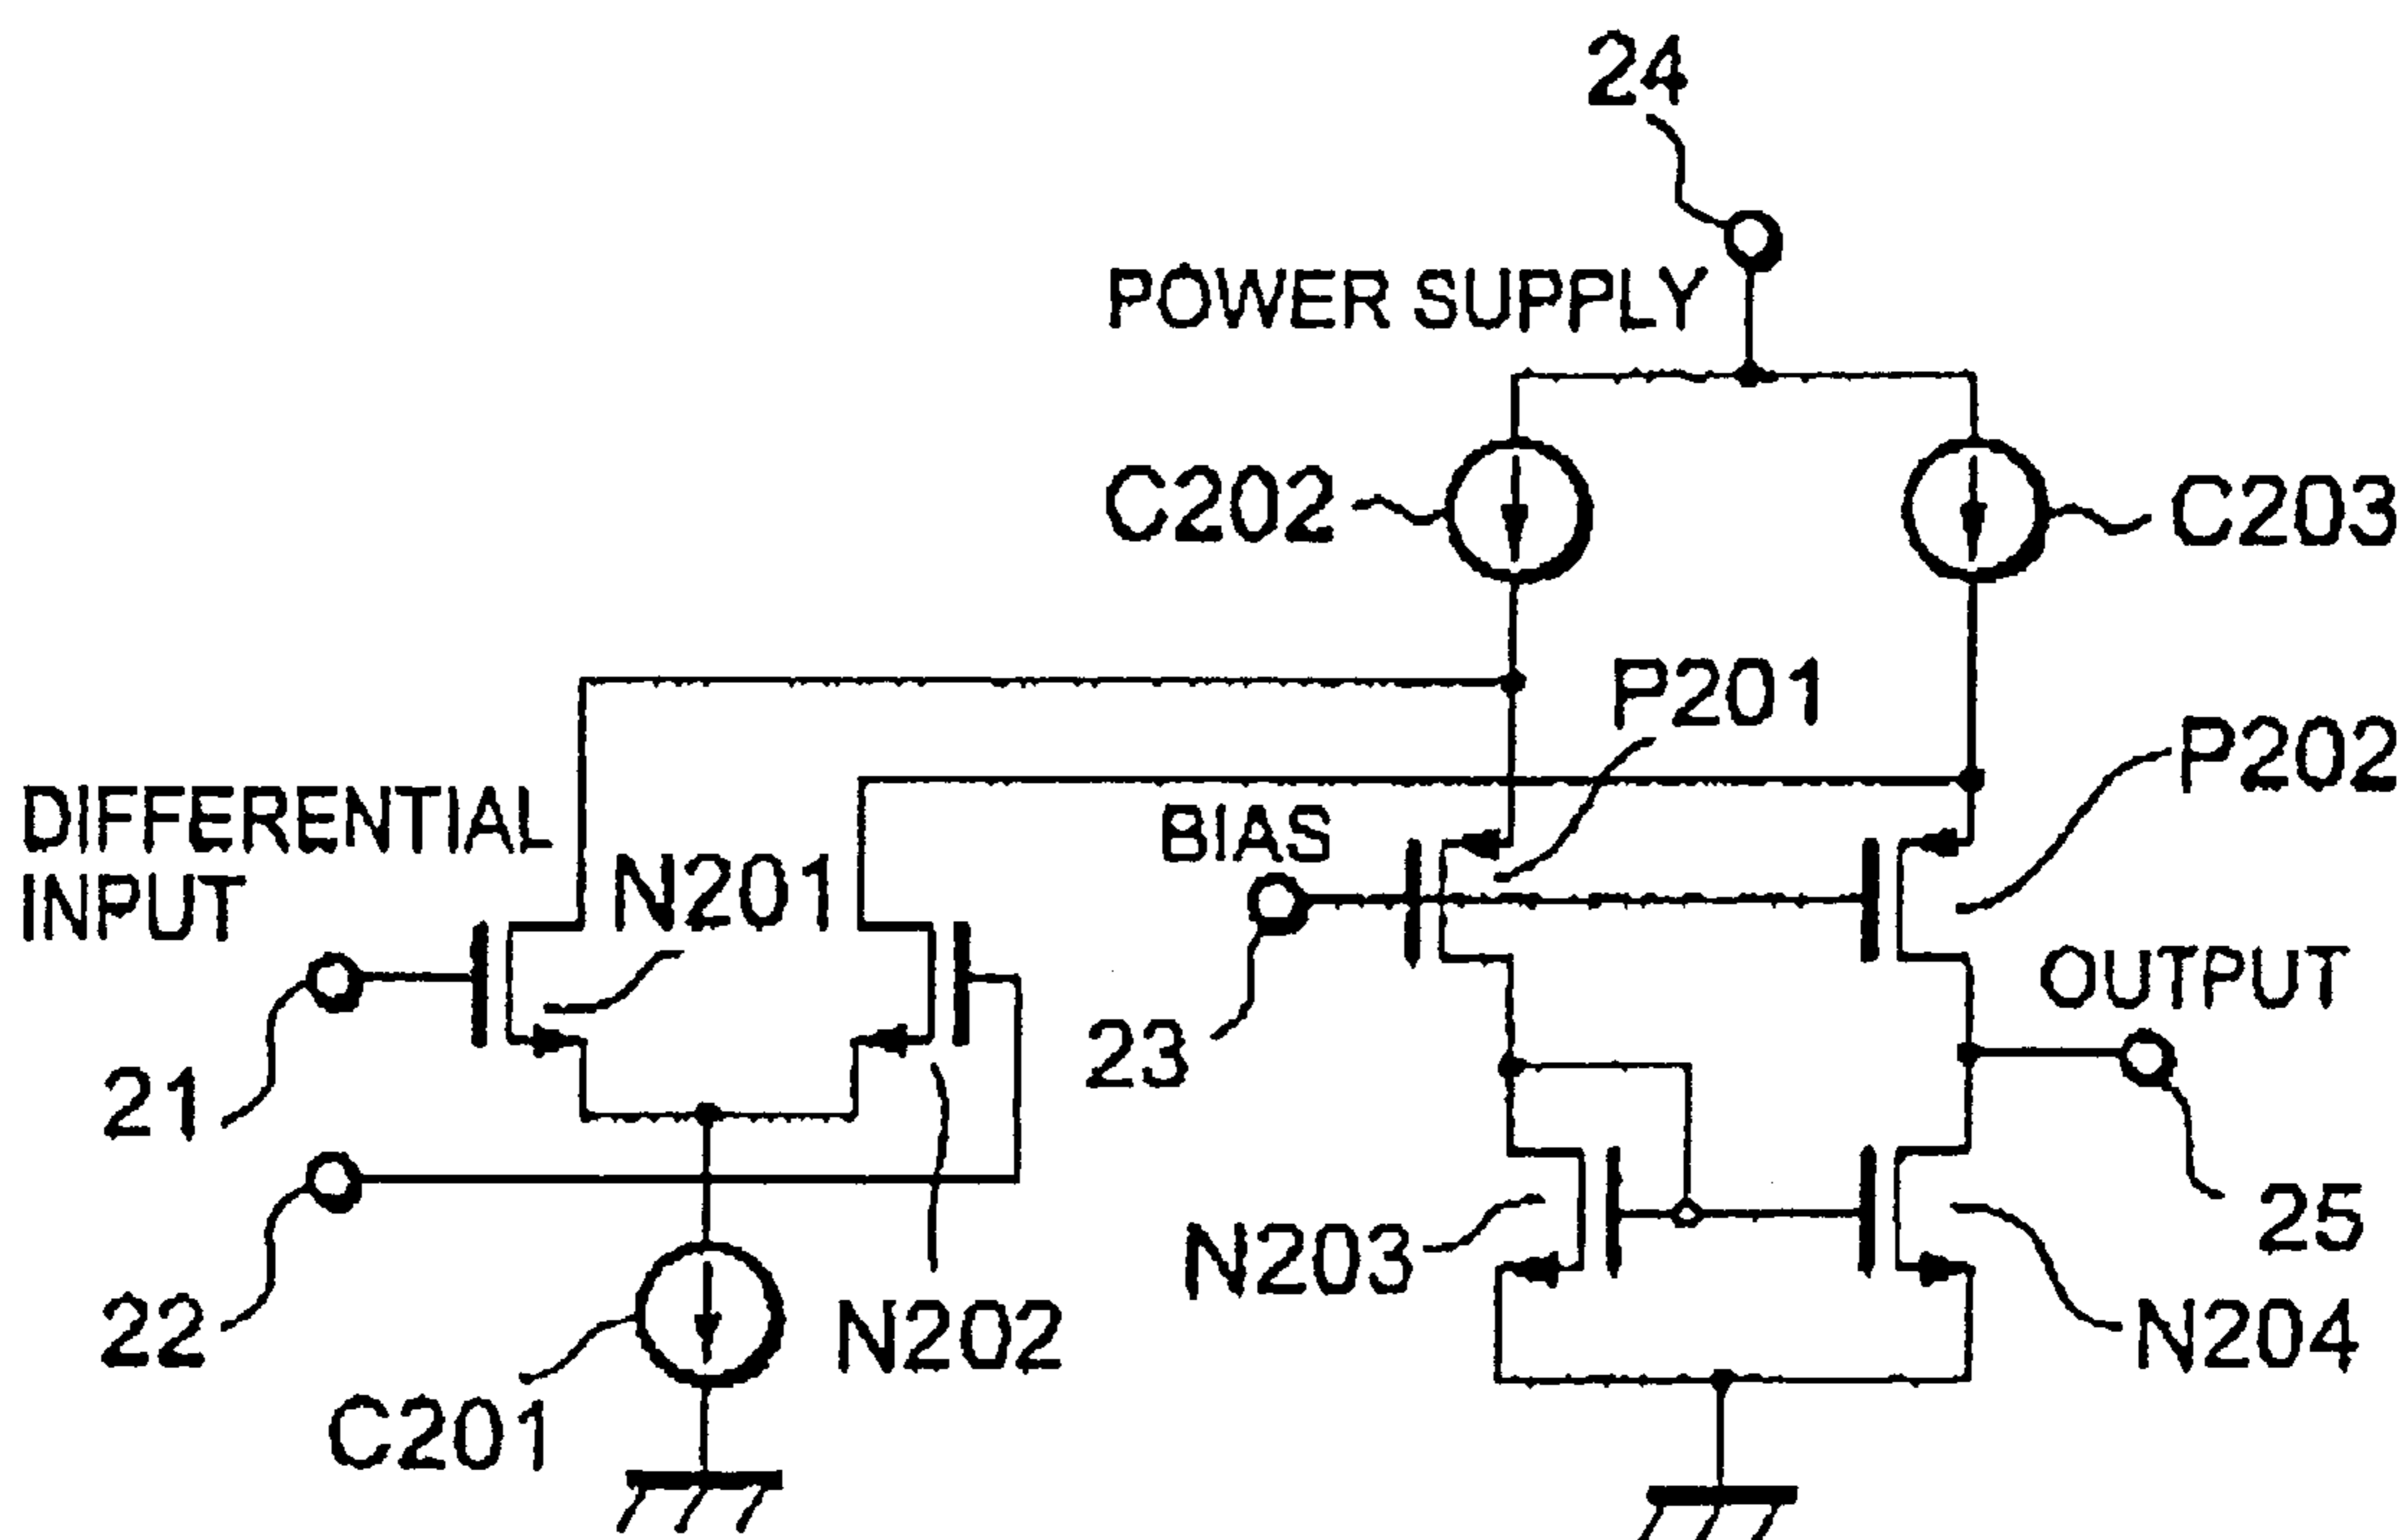 24
POWER SUPPLY
C202
C203
P201
P202
DIFFERENTIAL
INPUT
N201
BIAS
OUTPUT
21
23
22
N203
25
N202
N204
C201